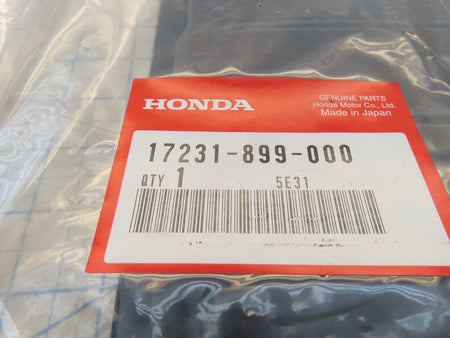 HONDA
GENUINE PARTS
Honda Motor Co., Ltd.
Made in Japan
17231-899-000
QTY 1 5E31